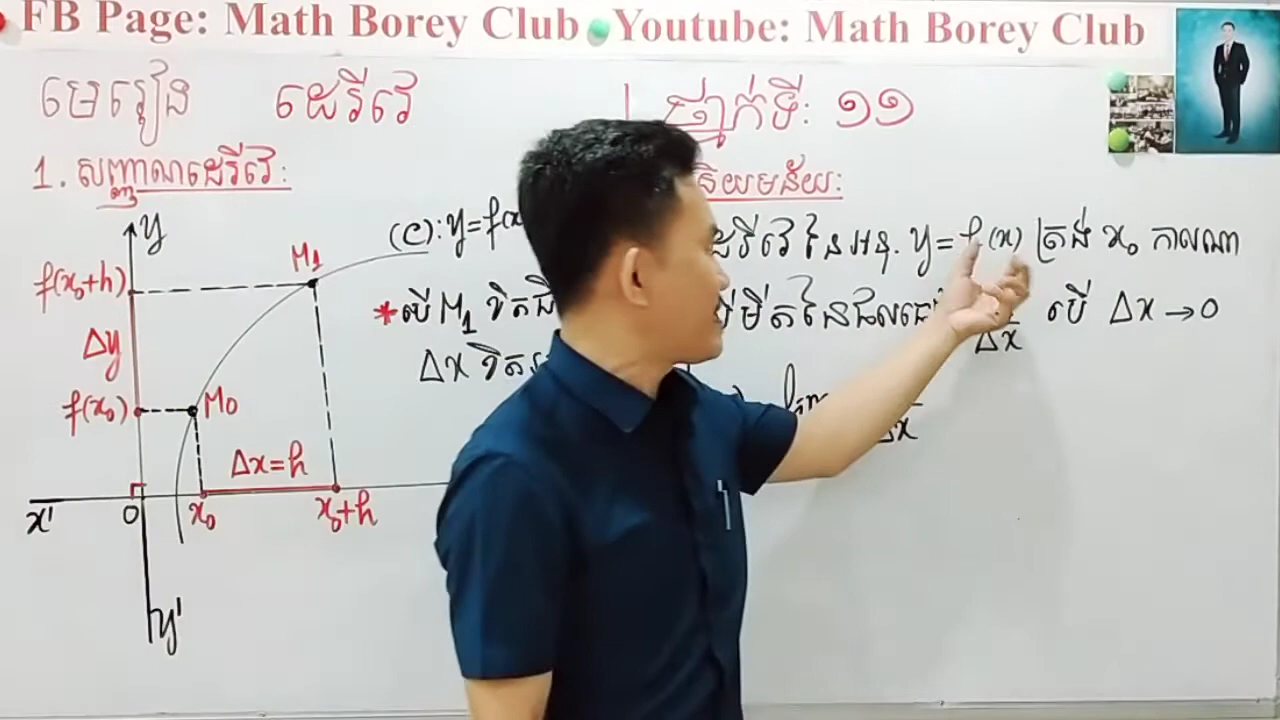 FB Page: Math Borey Club Youtube: Math Borey Club
មេរៀន ដេរីវេ ថ្នាក់ទី: ១១
1. សញ្ញាណដេរីវេ:
និយមន័យ:
y
(C): y=f(x
ដេរីវេនៃអនុ. y=f(x) ត្រង់ x₀ កាលណា
f(x₀+h)
M₁
*បើ M₁ ខិតជិ
បើ Δx→0
Δx
Δy
Δx ខិត
lim
Δx
f(x₀)
M₀
Δx=h
x'
0
x₀
x₀+h
y'